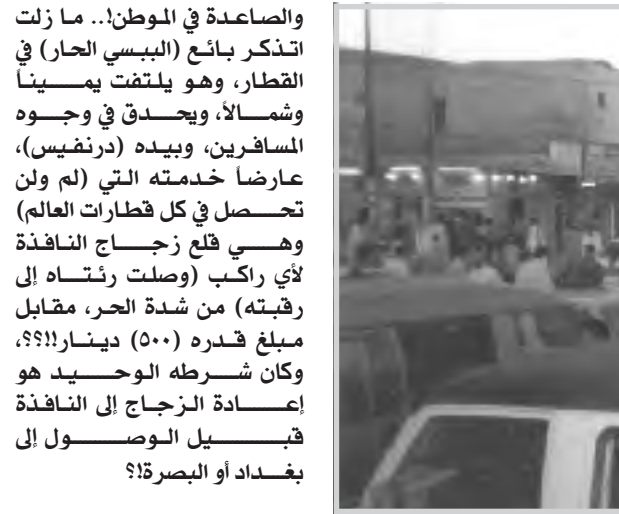 والصاعدة في الموطن!.. ما زلت
اتذكر بائع (الببسي الحار) في
القطار، وهو يلتفت يميناً
وشمالاً، ويحدق في وجوه
المسافرين، وبيده (درنفيس)،
عارضاً خدمته التي (لم ولن
تحصل في كل قطارات العالم)
وهي قلع زجاج النافذة
لأي راكب (وصلت رئتاه إلى
رقبته) من شدة الحر، مقابل
مبلغ قدره (٥٠٠) دينار!!؟؟،
وكان شرطه الوحيد هو
إعادة الزجاج إلى النافذة
قبيل الوصول إلى
بغداد أو البصرة!؟